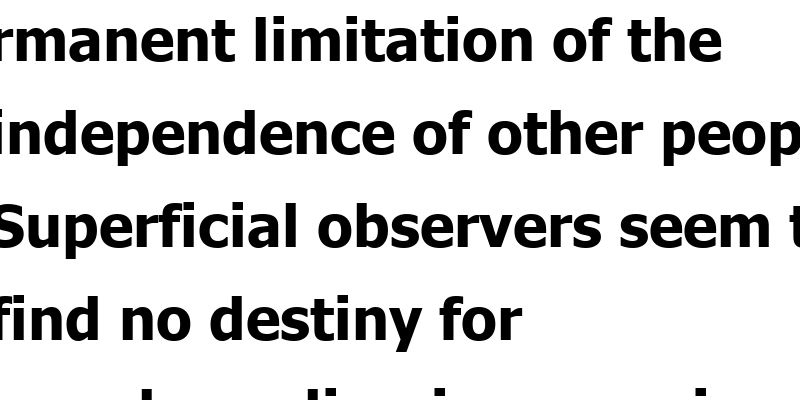 rmanent limitation of the
independence of other peop
Superficial observers seem t
find no destiny for